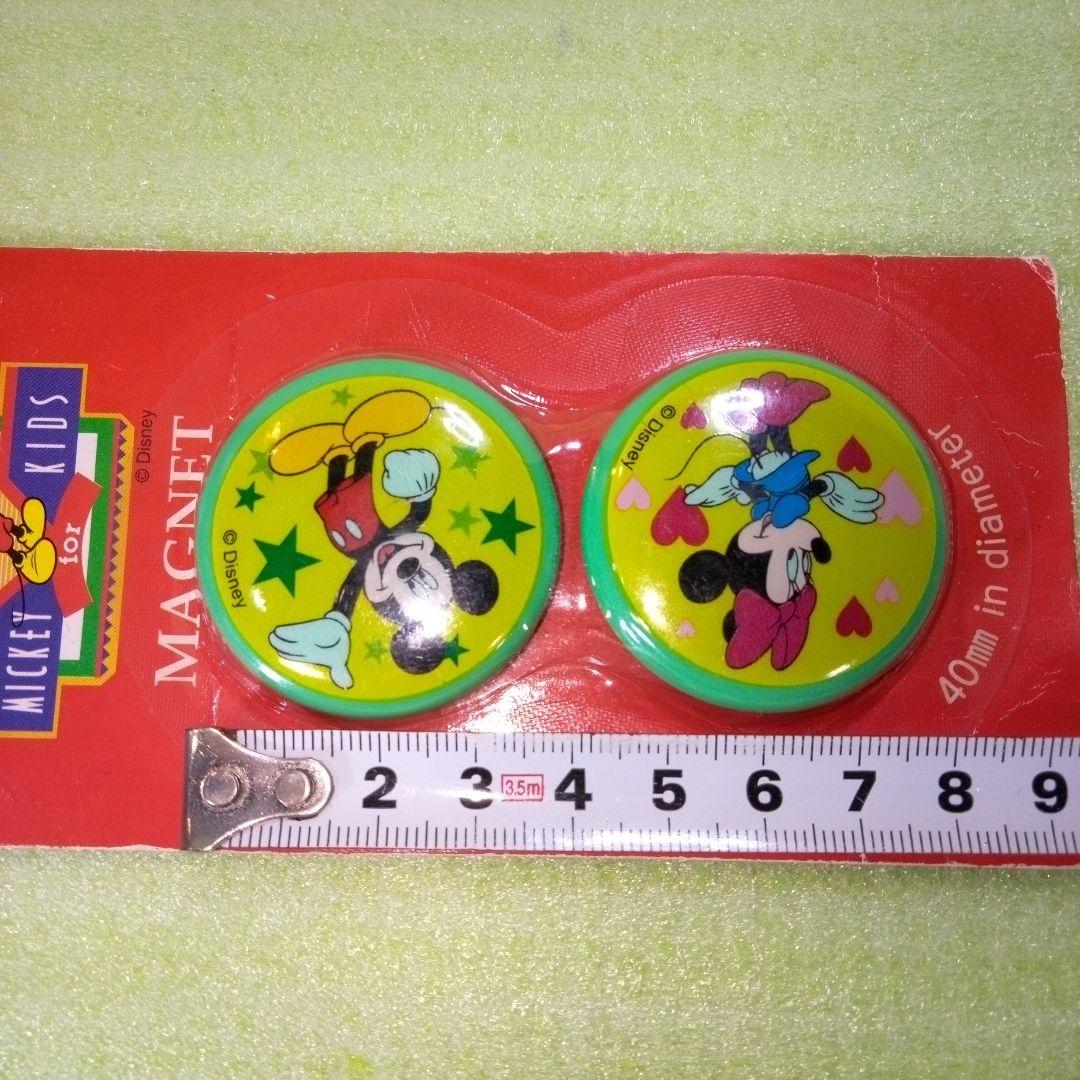 MICKEY
for
KIDS
© Disney
MAGNET
© Disney
© Disney
40mm in diameter
2 3 3.5m 4 5 6 7 8 9